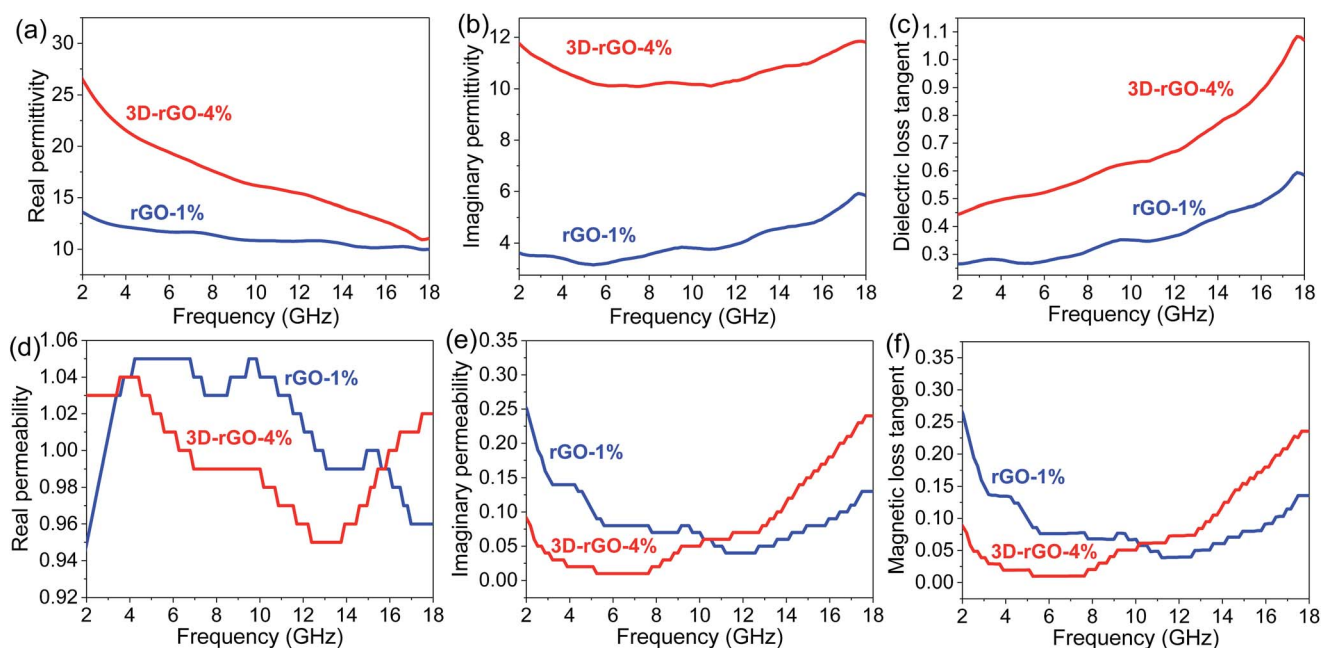 (a)
Real permittivity
30
25
20
15
10
3D-rGO-4%
rGO-1%
2 4 6 8 10 12 14 16 18
Frequency (GHz)
(b)
Imaginary permittivity
12
10
8
6
4
3D-rGO-4%
rGO-1%
2 4 6 8 10 12 14 16 18
Frequency (GHz)
(c)
Dielectric loss tangent
1.1
1.0
0.9
0.8
0.7
0.6
0.5
0.4
0.3
3D-rGO-4%
rGO-1%
2 4 6 8 10 12 14 16 18
Frequency (GHz)
(d)
Real permeability
1.06
1.04
1.02
1.00
0.98
0.96
0.94
0.92
rGO-1%
3D-rGO-4%
2 4 6 8 10 12 14 16 18
Frequency (GHz)
(e)
Imaginary permeability
0.35
0.30
0.25
0.20
0.15
0.10
0.05
0.00
rGO-1%
3D-rGO-4%
2 4 6 8 10 12 14 16 18
Frequency (GHz)
(f)
Magnetic loss tangent
0.35
0.30
0.25
0.20
0.15
0.10
0.05
0.00
rGO-1%
3D-rGO-4%
2 4 6 8 10 12 14 16 18
Frequency (GHz)